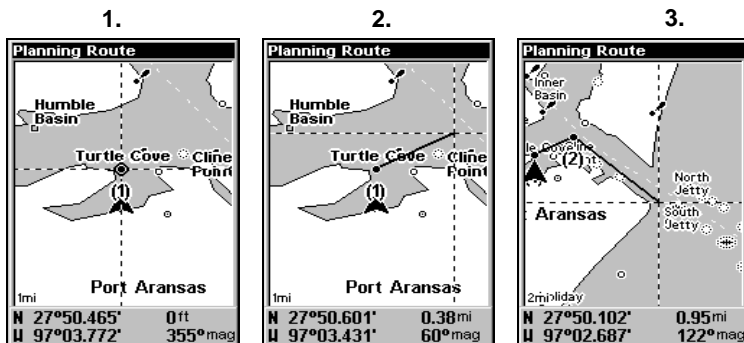 1.
2.
3.
Planning Route
Humble
Basin
Turtle Cove
Cline
Point
(1)
Port Aransas
1mi
N 27°50.465' 0ft
W 97°03.772' 355° mag
Planning Route
Humble
Basin
Turtle Cove
Cline
Point
(1)
Port Aransas
1mi
N 27°50.601' 0.38mi
W 97°03.431' 60° mag
Planning Route
Inner
Basin
(2)
North
Jetty
South
Jetty
Aransas
2mi
N 27°50.102' 0.95mi
W 97°02.687' 122° mag